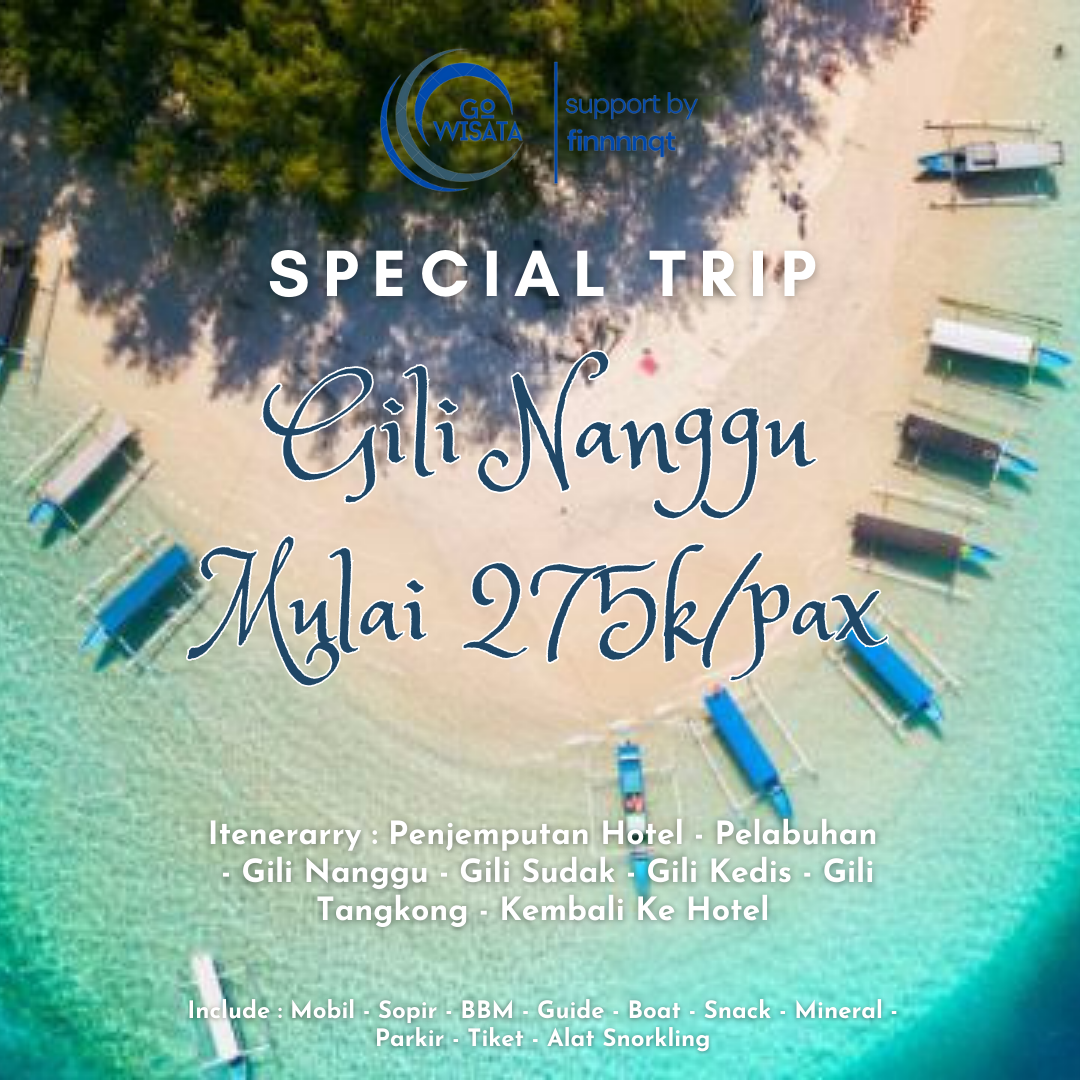 GO
WISATA
support by
finnnnqt
SPECIAL TRIP
Gili Nanggu
Mulai 275k/pax
Itenerarry : Penjemputan Hotel - Pelabuhan
- Gili Nanggu - Gili Sudak - Gili Kedis - Gili
Tangkong - Kembali Ke Hotel
Include : Mobil - Sopir - BBM - Guide - Boat - Snack - Mineral -
Parkir - Tiket - Alat Snorkling